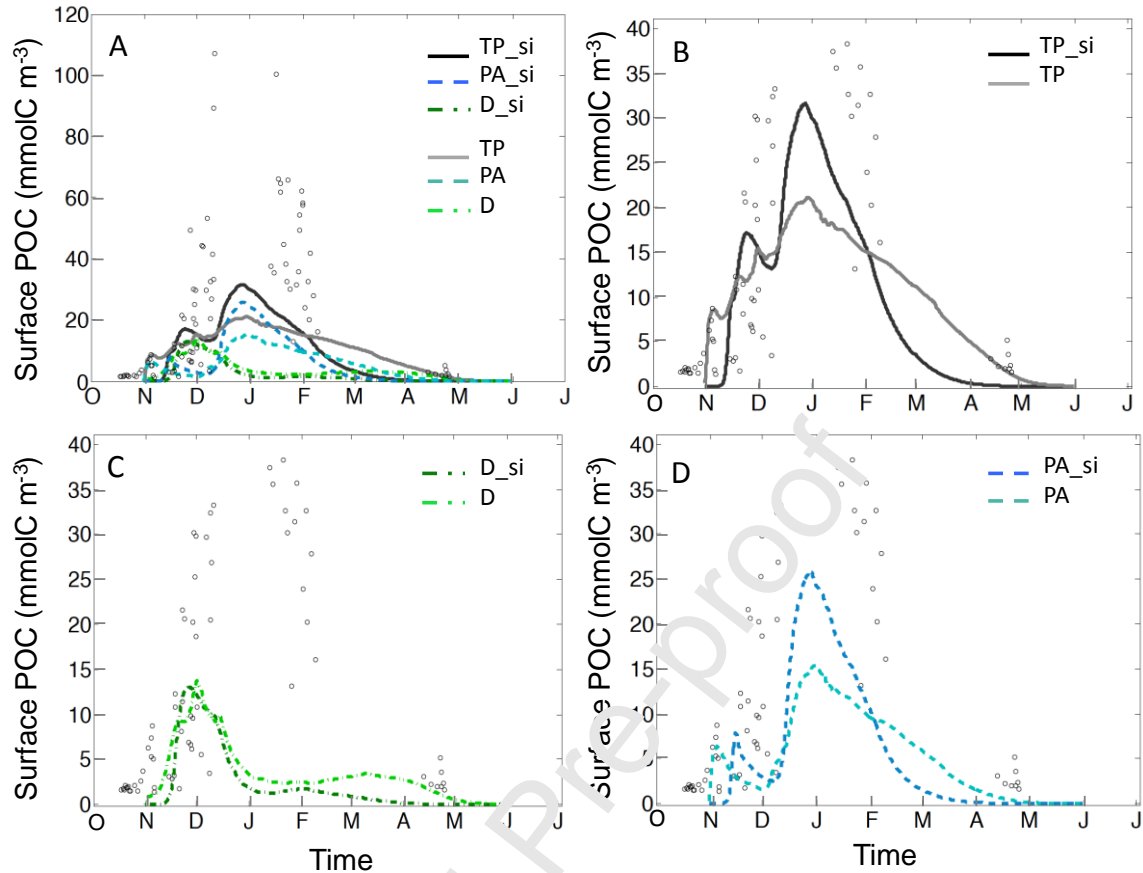 A
Surface POC (mmolC m-3)
120
100
80
60
40
20
0
O N D J F M A M J J
TP_si
PA_si
D_si
TP
PA
D
B
Surface POC (mmolC m-3)
40
35
30
25
20
15
10
5
0
O N D J F M A M J J
TP_si
TP
C
Surface POC (mmolC m-3)
40
35
30
25
20
15
10
5
0
O N D J F M A M J J
Time
D_si
D
D
Surface POC (mmolC m-3)
40
35
30
25
20
15
10
5
0
O N D J F M A M J J
Time
PA_si
PA
Pre-proof